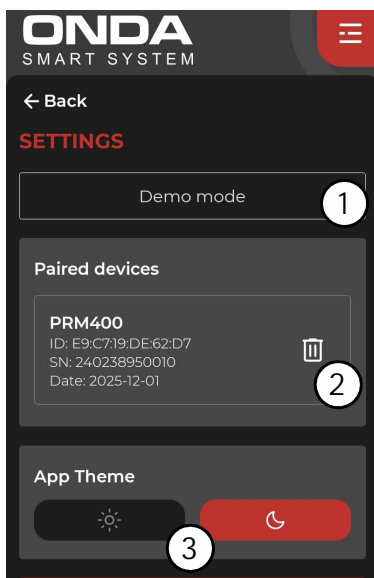 ONDA
SMART SYSTEM
Back
SETTINGS
Demo mode
1
Paired devices
PRM400
ID: E9:C7:19:DE:62:D7
SN: 240238950010
Date: 2025-12-01
2
App Theme
3